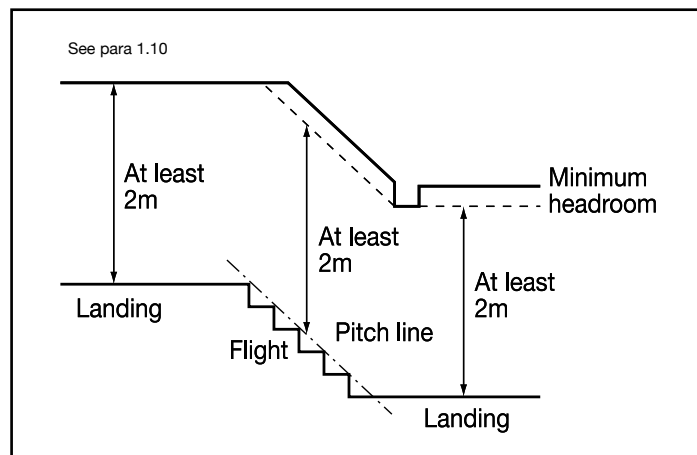 See para 1.10
At least
2m
Minimum
headroom
At least
2m
At least
2m
Landing
Pitch line
Flight
Landing